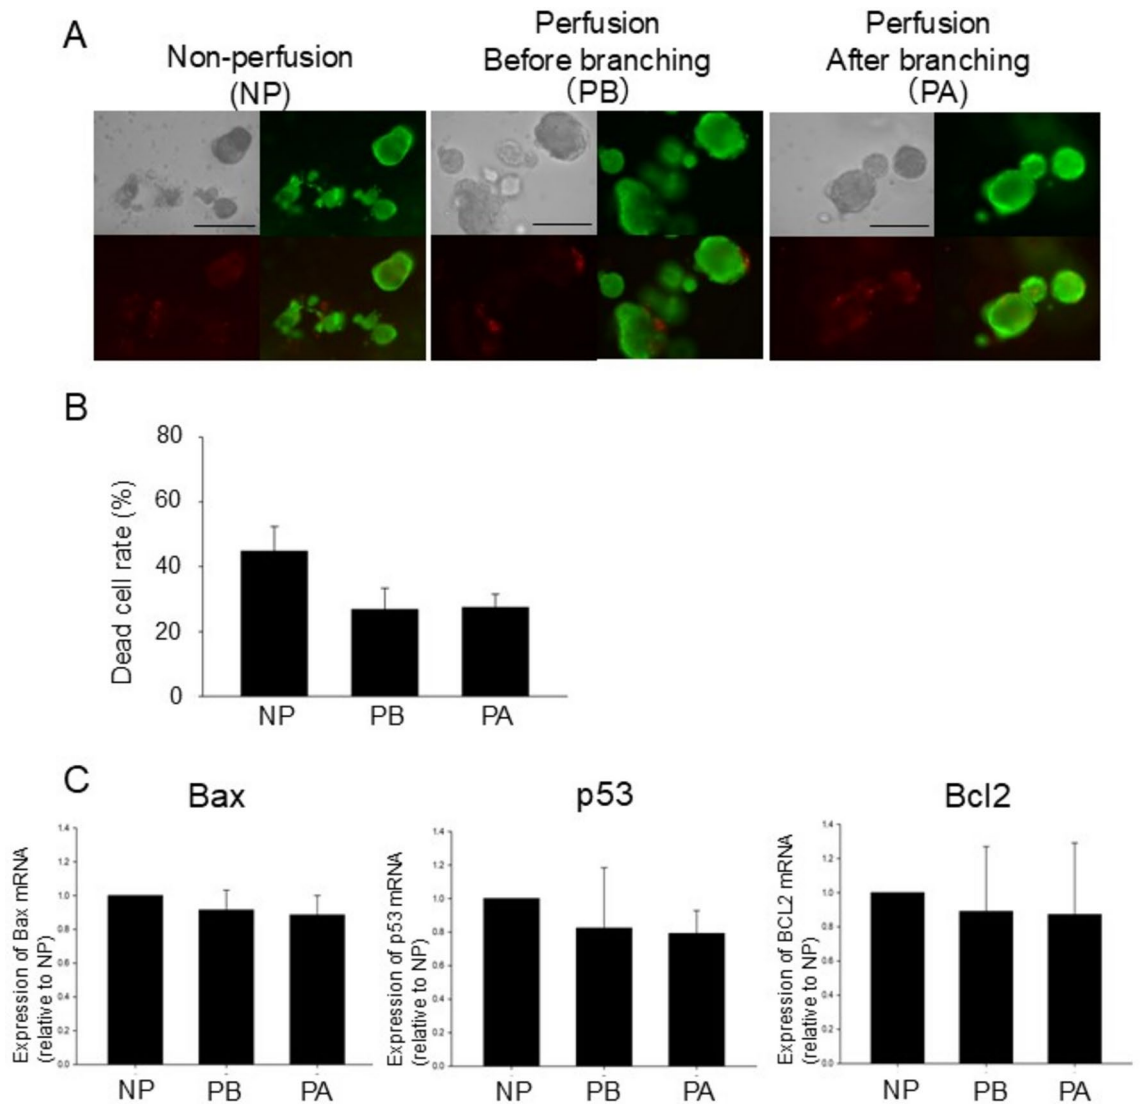 A
Non-perfusion
(NP)
Perfusion
Before branching
(PB)
Perfusion
After branching
(PA)
B
Dead cell rate (%)
80
60
40
20
0
NP PB PA
C
Bax
Expression of Bax mRNA
(relative to NP)
1.4
1.2
1.0
0.8
0.6
0.4
0.2
0.0
NP PB PA
p53
Expression of p53 mRNA
(relative to NP)
1.4
1.2
1.0
0.8
0.6
0.4
0.2
0.0
NP PB PA
Bcl2
Expression of BCL2 mRNA
(relative to NP)
1.4
1.2
1.0
0.8
0.6
0.4
0.2
0.0
NP PB PA